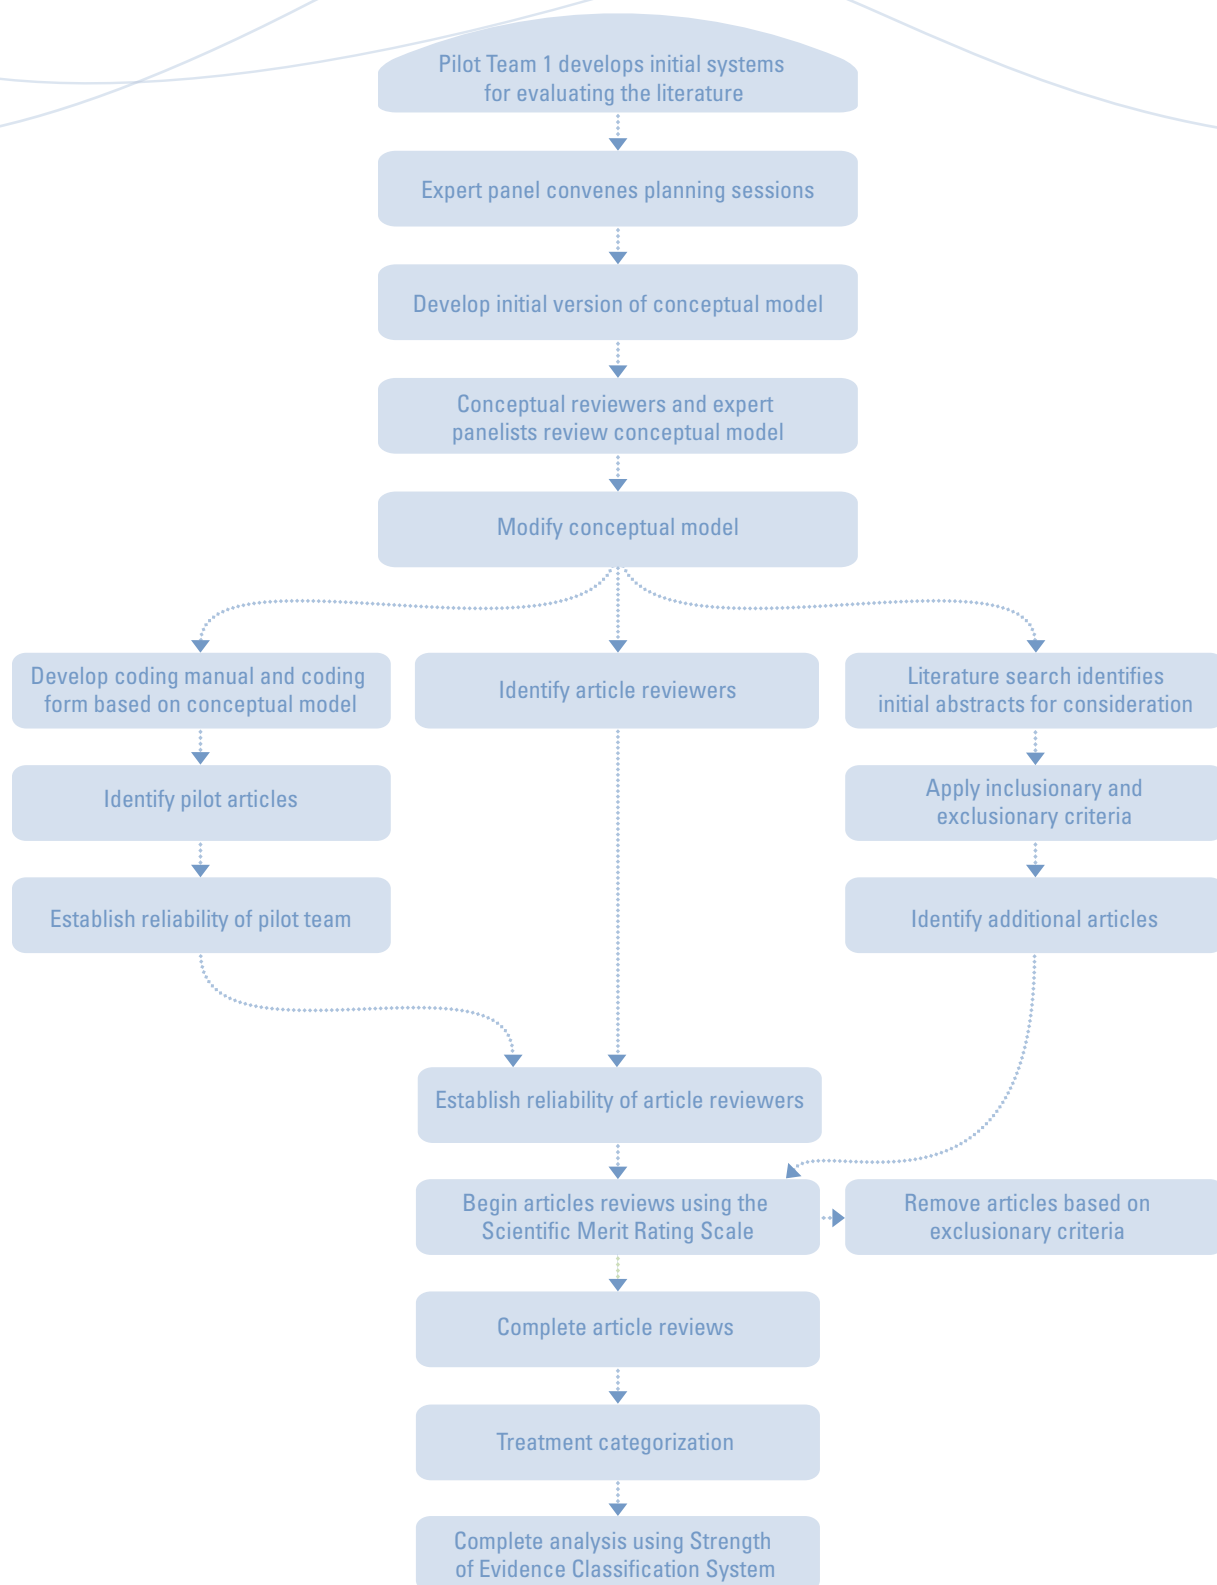 Pilot Team 1 develops initial systems
for evaluating the literature
Expert panel convenes planning sessions
Develop initial version of conceptual model
Conceptual reviewers and expert
panelists review conceptual model
Modify conceptual model
Develop coding manual and coding
form based on conceptual model
Identify article reviewers
Literature search identifies
initial abstracts for consideration
Identify pilot articles
Apply inclusionary and
exclusionary criteria
Establish reliability of pilot team
Identify additional articles
Establish reliability of article reviewers
Begin articles reviews using the
Scientific Merit Rating Scale
Remove articles based on
exclusionary criteria
Complete article reviews
Treatment categorization
Complete analysis using Strength
of Evidence Classification System